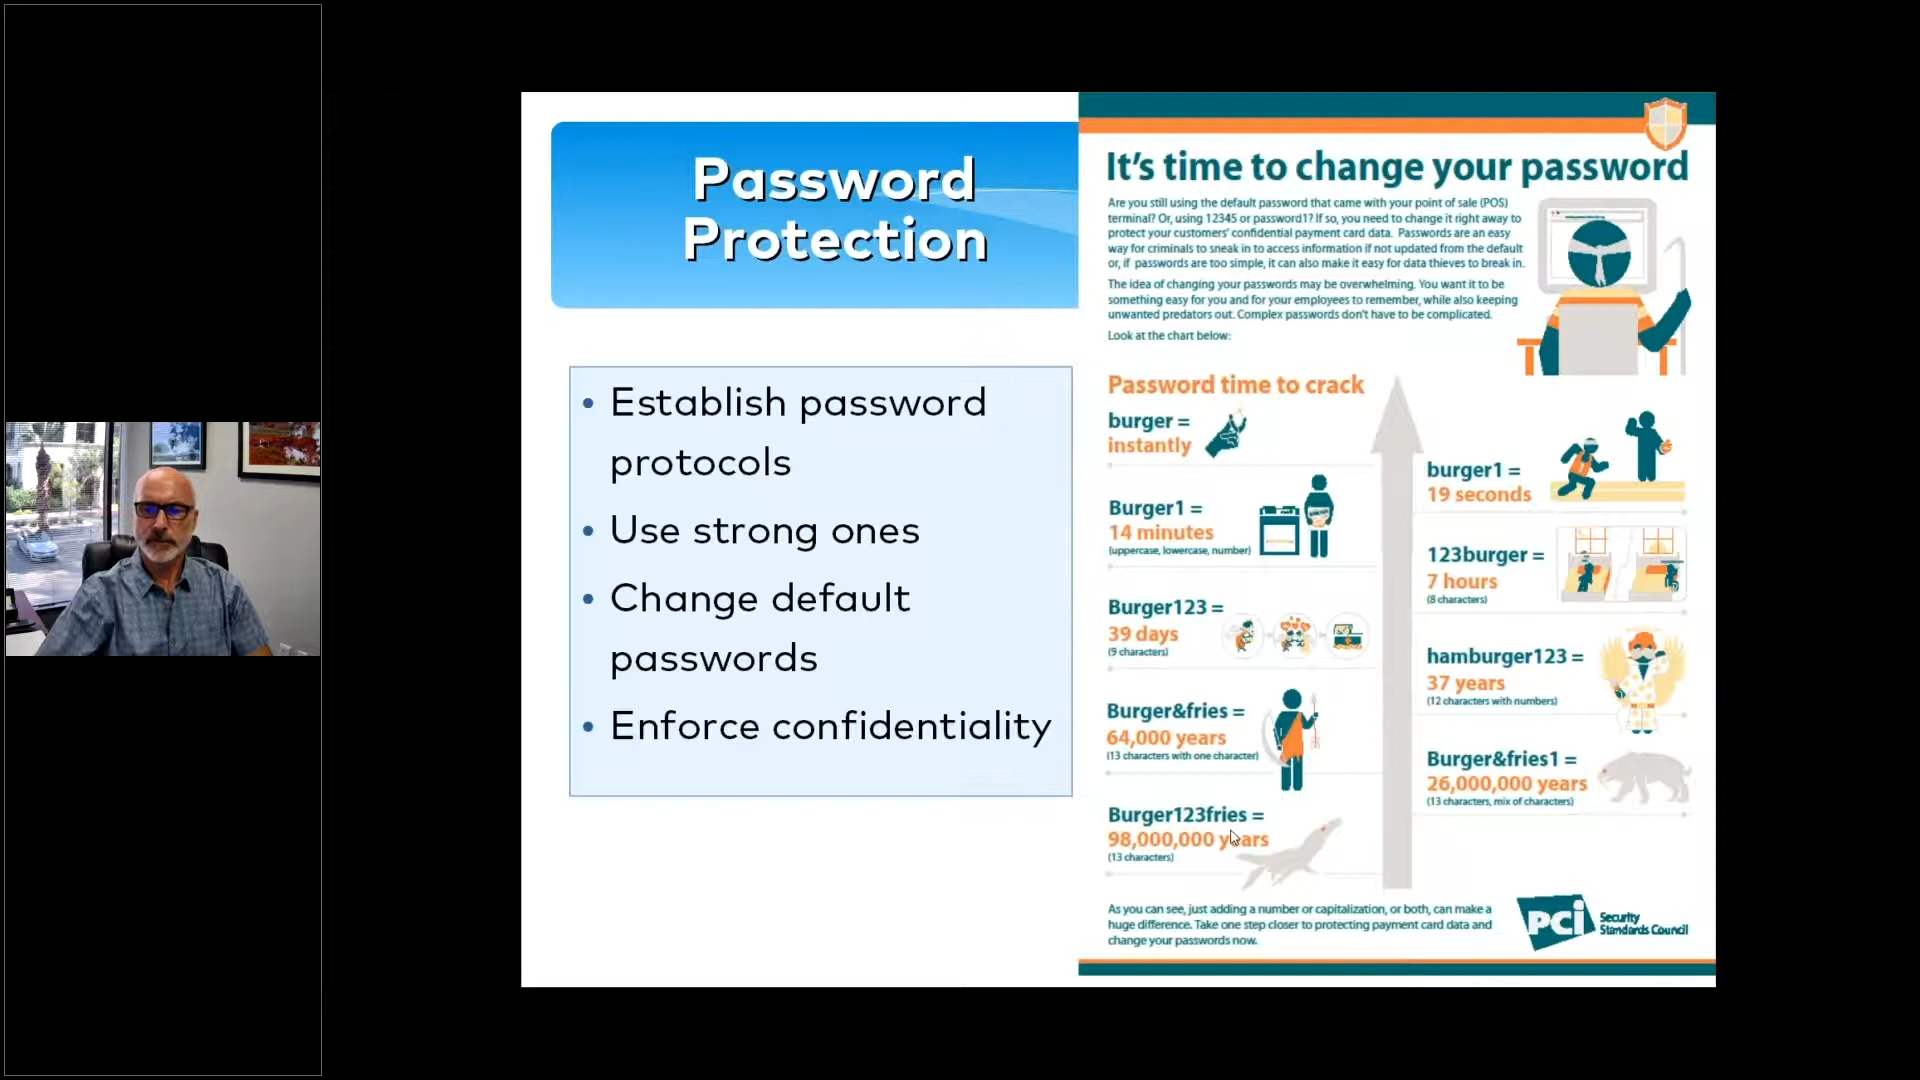 Password
Protection
• Establish password
protocols
• Use strong ones
• Change default
passwords
• Enforce confidentiality
It's time to change your password
Are you still using the default password that came with your point of sale (POS)
terminal? Or, using 12345 or password1? If so, you need to change it right away to
protect your customers' confidential payment card data. Passwords are an easy
way for criminals to sneak in to access information if not updated from the default
or, if passwords are too simple, it can also make it easy for data thieves to break in.
The idea of changing your passwords may be overwhelming. You want it to be
something easy for you and for your employees to remember, while also keeping
unwanted predators out. Complex passwords don't have to be complicated.
Look at the chart below:
Password time to crack
burger =
instantly
burger1 =
19 seconds
Burger1 =
14 minutes
(uppercase, lowercase, number)
123burger =
7 hours
(8 characters)
Burger123 =
39 days
(9 characters)
hamburger123 =
37 years
(12 characters with numbers)
Burger&fries =
64,000 years
(13 characters with one character)
Burger&fries1 =
26,000,000 years
(13 characters, mix of characters)
Burger123fries =
98,000,000 years
(13 characters)
As you can see, just adding a number or capitalization, or both, can make a
huge difference. Take one step closer to protecting payment card data and
change your passwords now.
PCi
Security
Standards Council